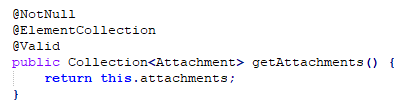 @NotNull
@ElementCollection
@Valid
public Collection<Attachment> getAttachments() {
    return this.attachments;
}